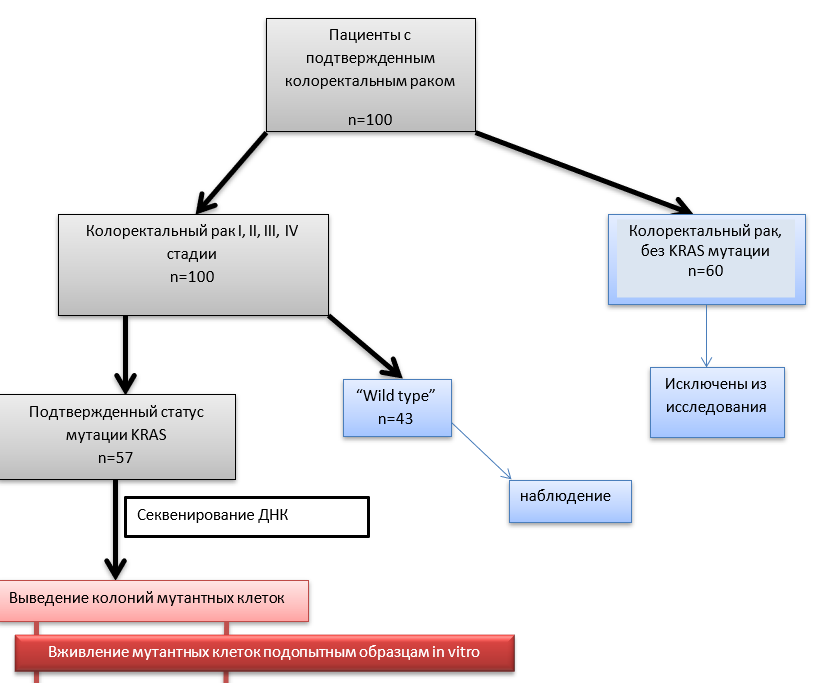 Пациенты с
подтвержденным
колоректальным раком
n=100
Колоректальный рак I, II, III, IV
стадии
n=100
Колоректальный рак,
без KRAS мутации
n=60
“Wild type”
n=43
Исключены из
исследования
Подтвержденный статус
мутации KRAS
n=57
наблюдение
Секвенирование ДНК
Выведение колоний мутантных клеток
Вживление мутантных клеток подопытным образцам in vitro